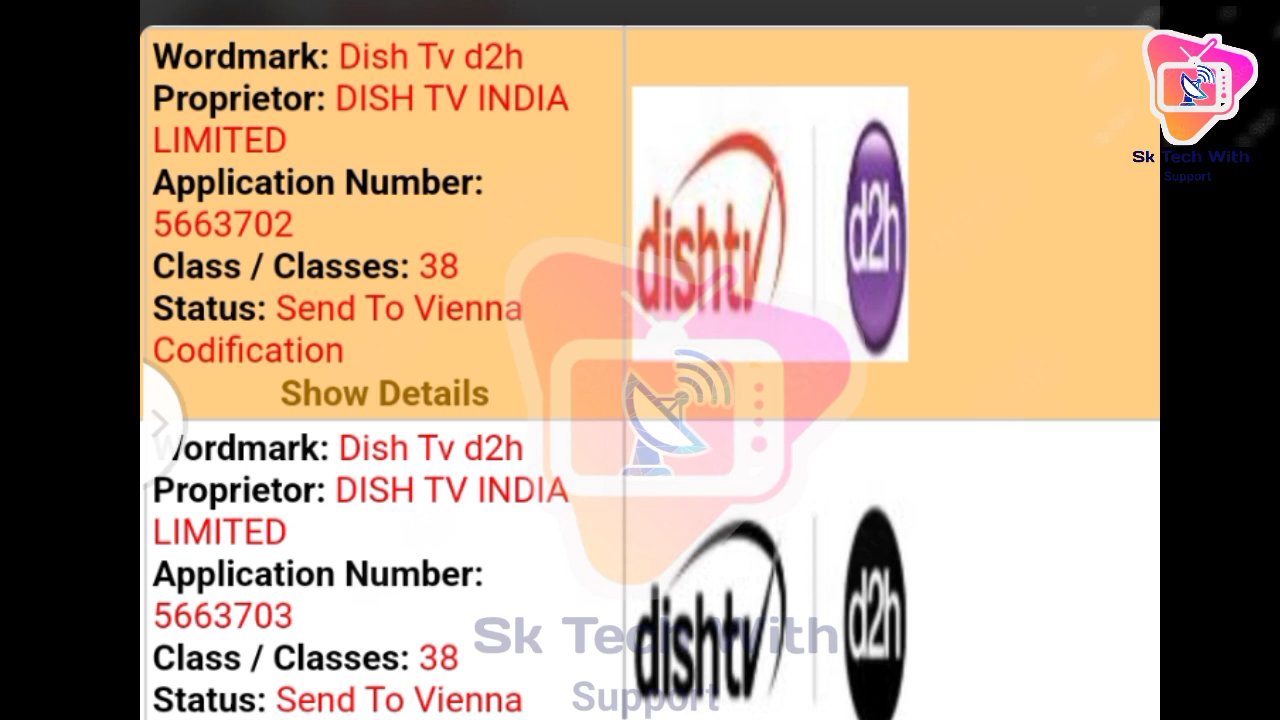 Wordmark: Dish Tv d2h
Proprietor: DISH TV INDIA
LIMITED
Application Number:
5663702
Class / Classes: 38
Status: Send To Vienna
Codification
Show Details
dishtv d2h
Sk Tech With
Support
Wordmark: Dish Tv d2h
Proprietor: DISH TV INDIA
LIMITED
Application Number:
5663703
Class / Classes: 38
Status: Send To Vienna
dishtv d2h
Sk Tech With
Support